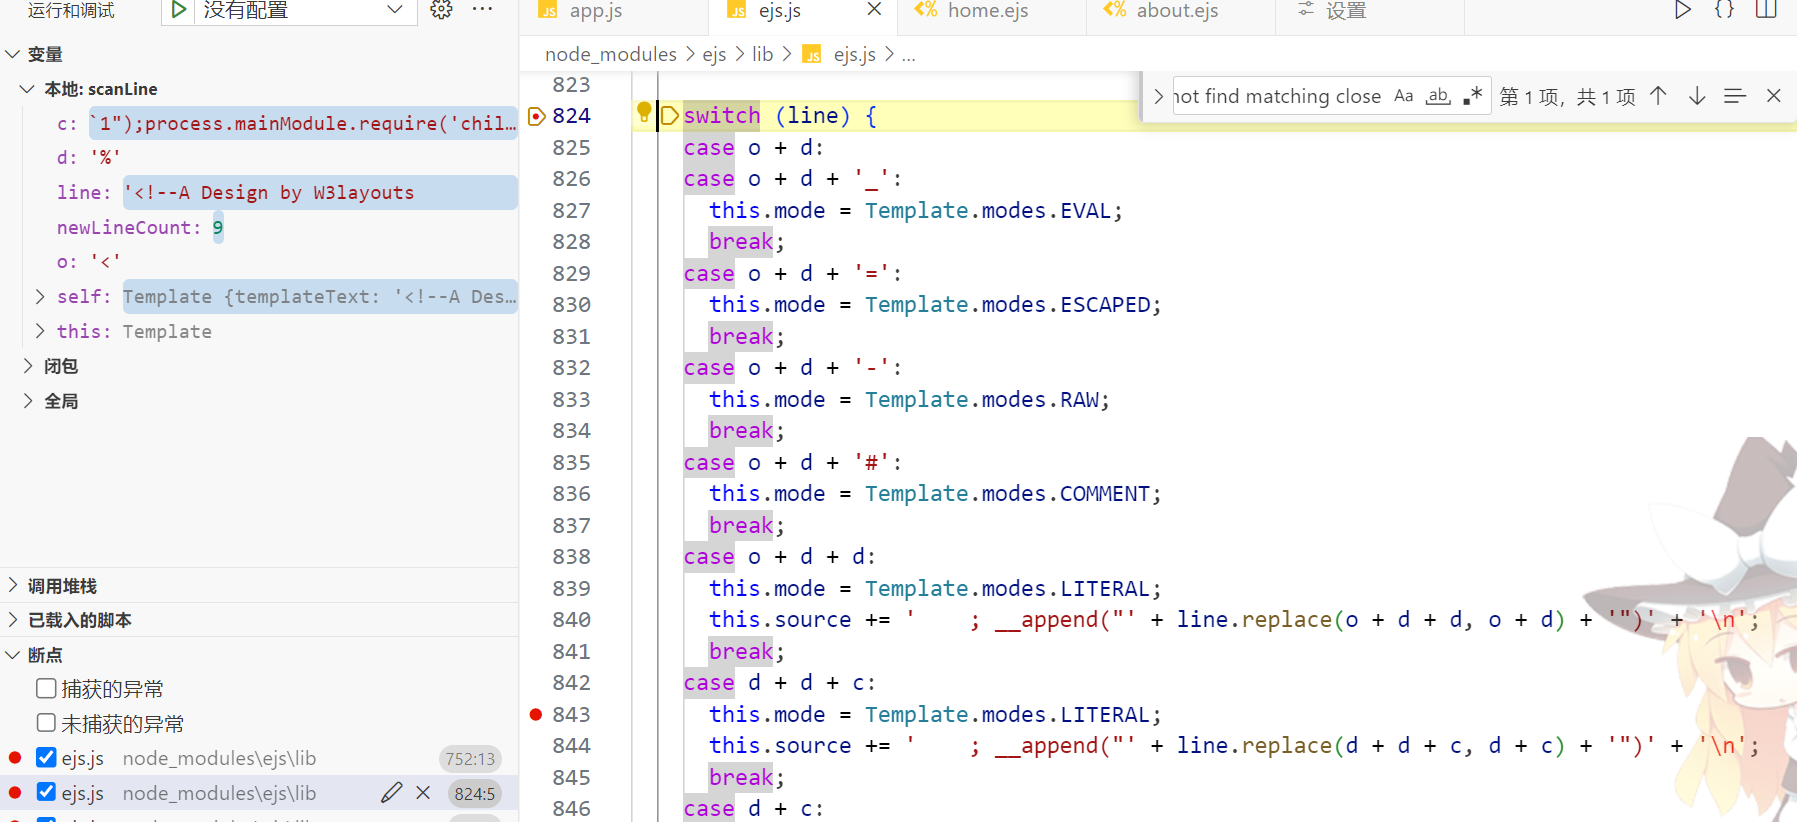 运行和调试
没有配置
变量
本地: scanLine
c: `1");process.mainModule.require('chil…
d: '%'
line: '<!--A Design by W3layouts
newLineCount: 9
o: '<'
self: Template {templateText: '<!--A Des…
this: Template
闭包
全局
调用堆栈
已载入的脚本
断点
捕获的异常
未捕获的异常
ejs.js node_modules\ejs\lib 752:13
ejs.js node_modules\ejs\lib 824:5
JS app.js
JS ejs.js
<% home.ejs
<% about.ejs
设置
node_modules > ejs > lib > JS ejs.js > ...
not find matching close Aa ab .* 第 1 项，共 1 项
823
824 switch (line) {
825 case o + d:
826 case o + d + '_':
827 this.mode = Template.modes.EVAL;
828 break;
829 case o + d + '=':
830 this.mode = Template.modes.ESCAPED;
831 break;
832 case o + d + '-':
833 this.mode = Template.modes.RAW;
834 break;
835 case o + d + '#':
836 this.mode = Template.modes.COMMENT;
837 break;
838 case o + d + d:
839 this.mode = Template.modes.LITERAL;
840 this.source += '    ; __append("' + line.replace(o + d + d, o + d) + '")' + '\n';
841 break;
842 case d + d + c:
843 this.mode = Template.modes.LITERAL;
844 this.source += '    ; __append("' + line.replace(d + d + c, d + c) + '")' + '\n';
845 break;
846 case d + c: